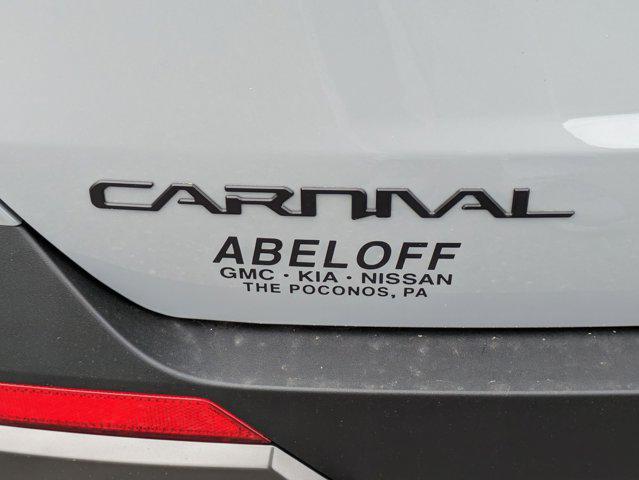 CARNIVAL
ABELOFF
GMC · KIA · NISSAN
THE POCONOS, PA